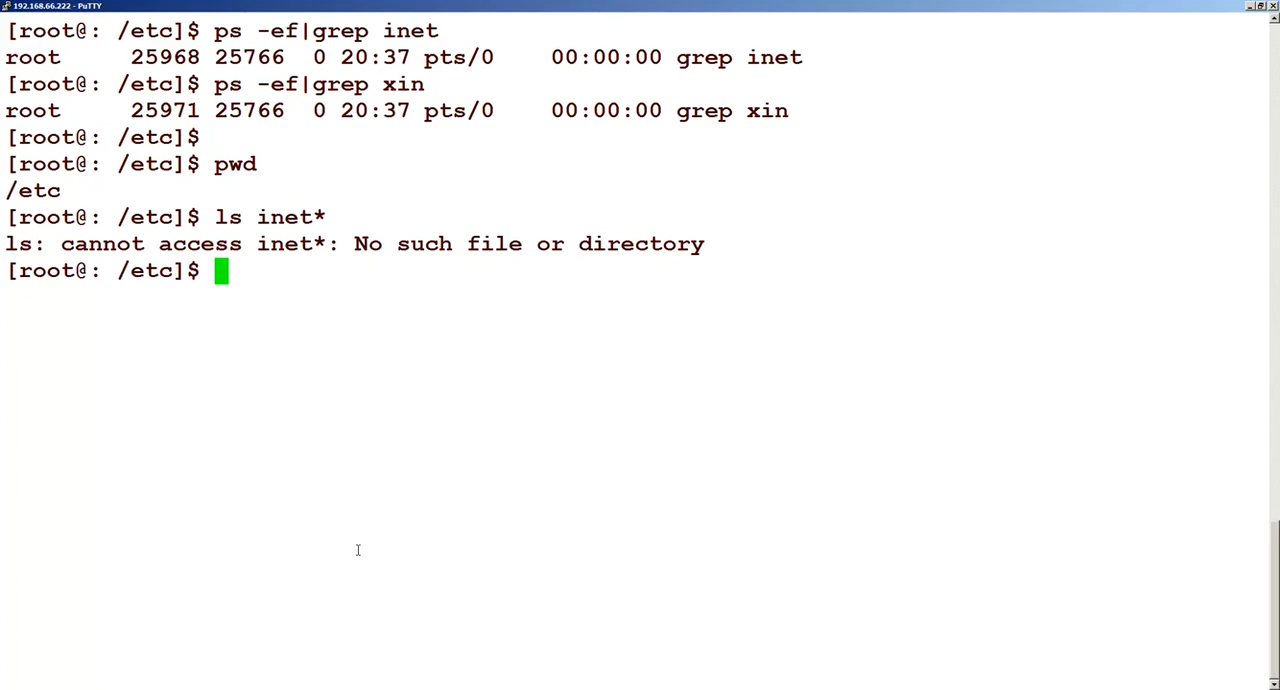 192.168.66.222 - PuTTY
[root@: /etc]$ ps -ef|grep inet
root     25968 25766  0 20:37 pts/0    00:00:00 grep inet
[root@: /etc]$ ps -ef|grep xin
root     25971 25766  0 20:37 pts/0    00:00:00 grep xin
[root@: /etc]$
[root@: /etc]$ pwd
/etc
[root@: /etc]$ ls inet*
ls: cannot access inet*: No such file or directory
[root@: /etc]$